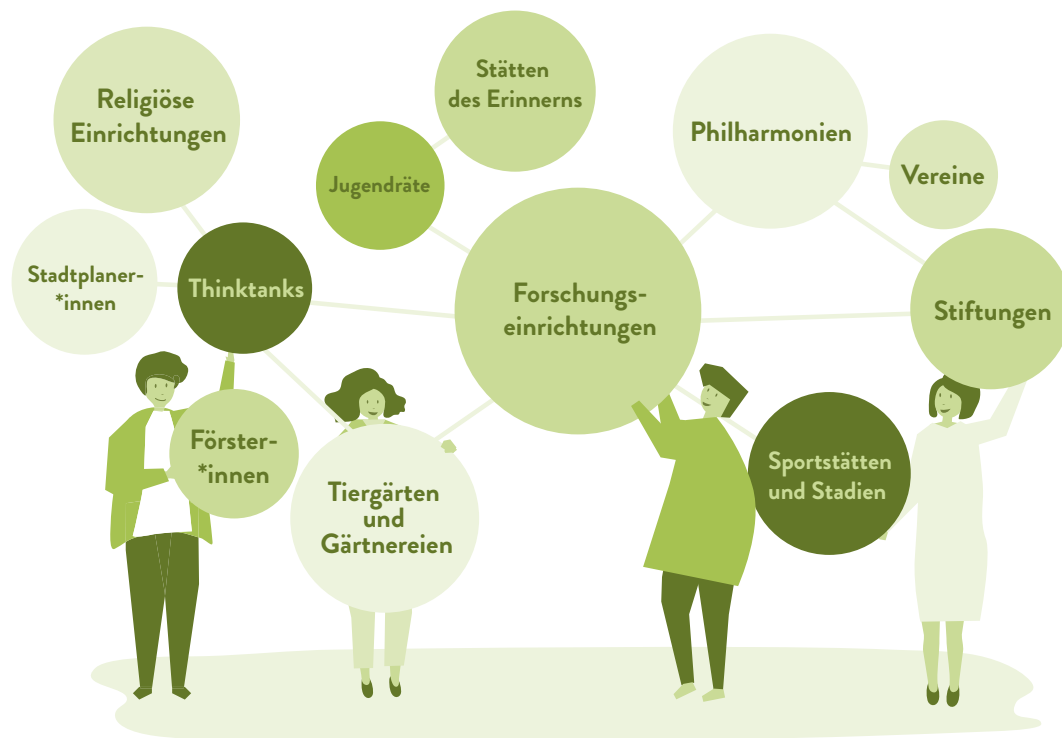 Religiöse
Einrichtungen
Stätten
des Erinnerns
Philharmonien
Jugendräte
Vereine
Stadtplaner-
*innen
Thinktanks
Forschungs-
einrichtungen
Stiftungen
Förster-
*innen
Tiergärten
und
Gärtnereien
Sportstätten
und Stadien